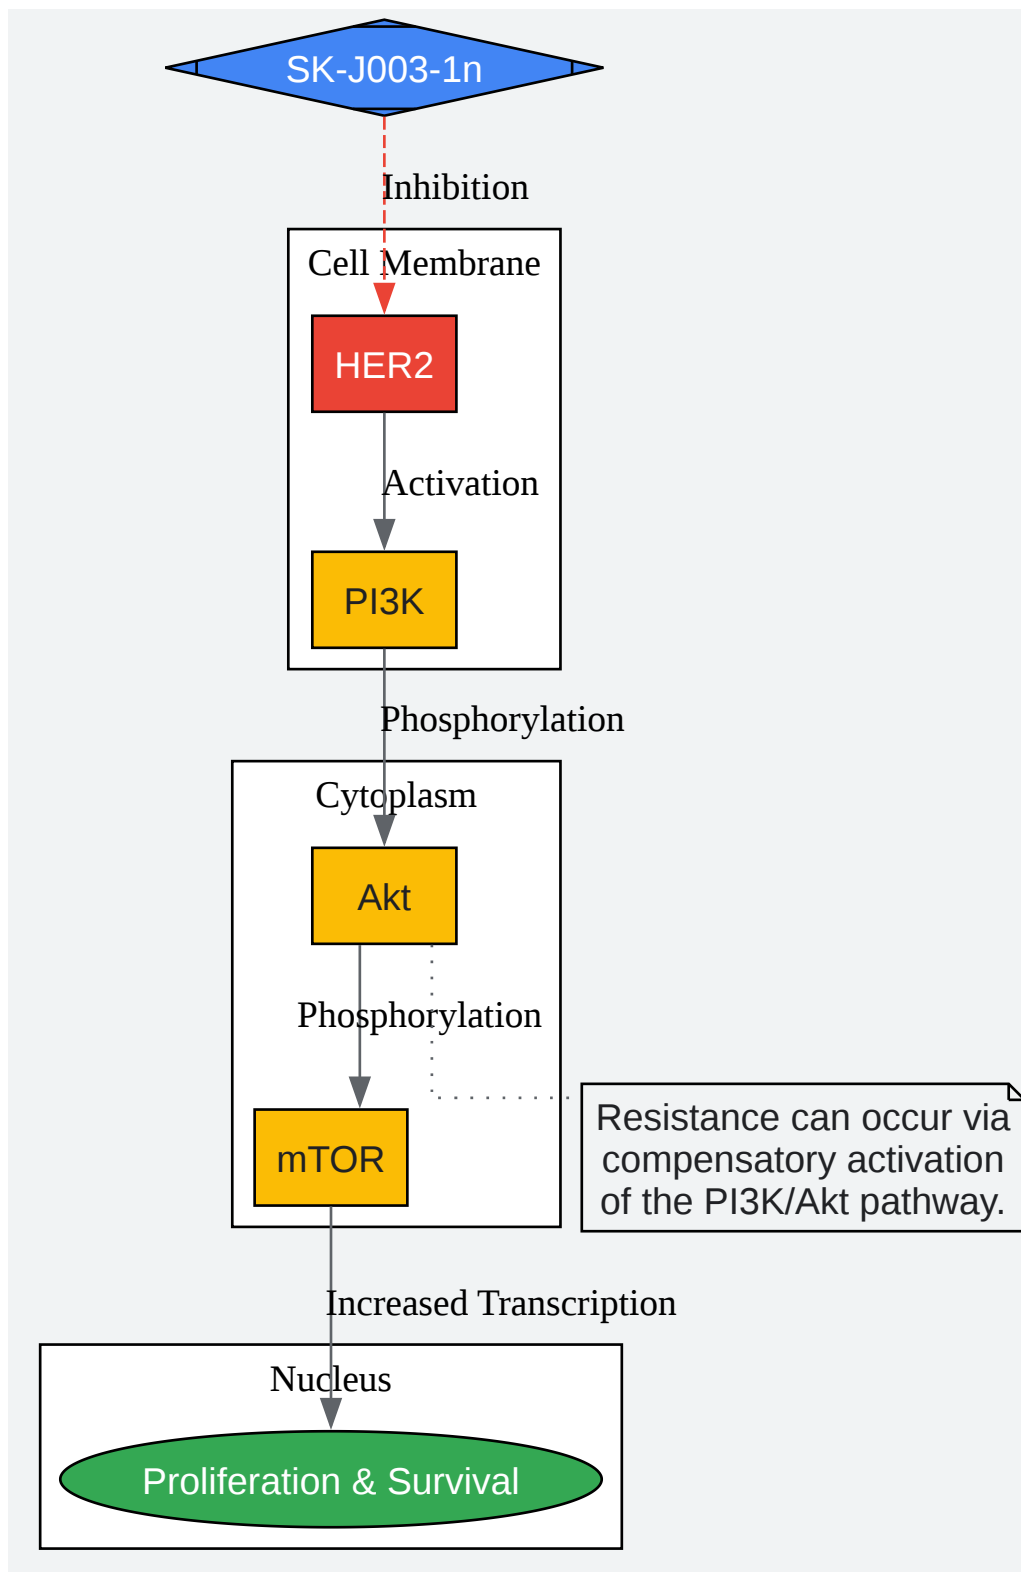 SK-J003-1n
Inhibition
Cell Membrane
HER2
Activation
PI3K
Phosphorylation
Cytoplasm
Akt
Phosphorylation
mTOR
Resistance can occur via
compensatory activation
of the PI3K/Akt pathway.
Increased Transcription
Nucleus
Proliferation & Survival